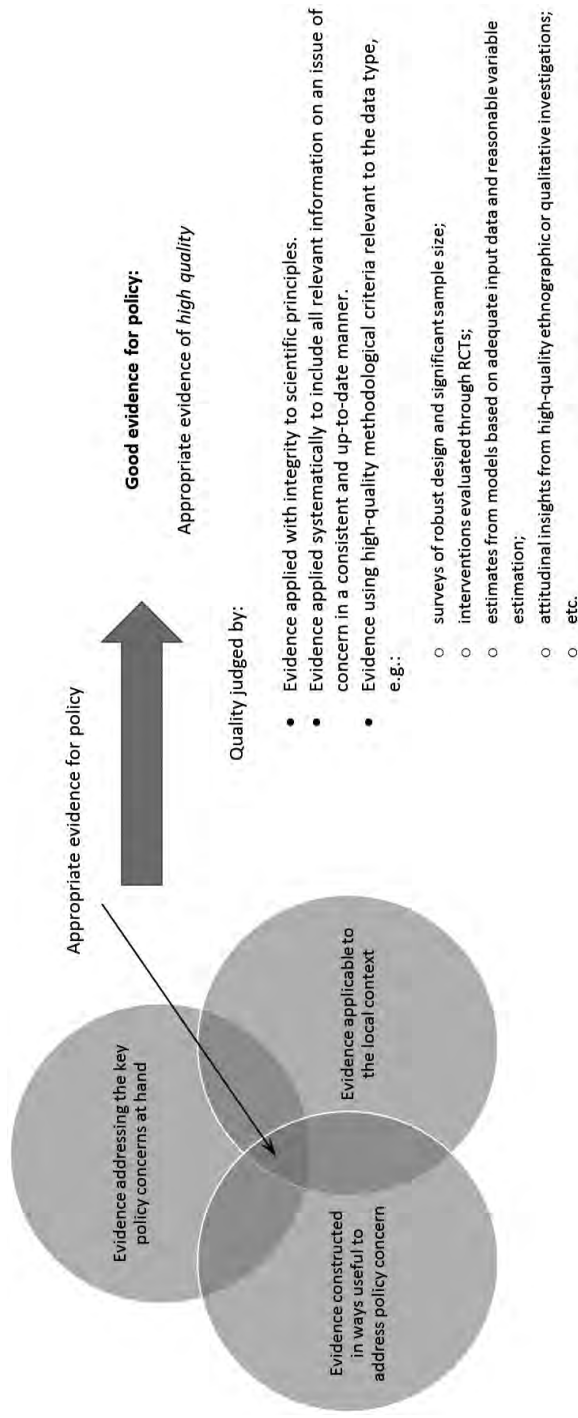 Evidence addressing the key
policy concerns at hand
Evidence constructed
in ways useful to
address policy concern
Evidence applicable to
the local context
Appropriate evidence for policy
Good evidence for policy:
Appropriate evidence of high quality
Quality judged by:
● Evidence applied with integrity to scientific principles.
● Evidence applied systematically to include all relevant information on an issue of
concern in a consistent and up-to-date manner.
● Evidence using high-quality methodological criteria relevant to the data type,
e.g.:
○ surveys of robust design and significant sample size;
○ interventions evaluated through RCTs;
○ estimates from models based on adequate input data and reasonable variable
estimation;
○ attitudinal insights from high-quality ethnographic or qualitative investigations;
○ etc.